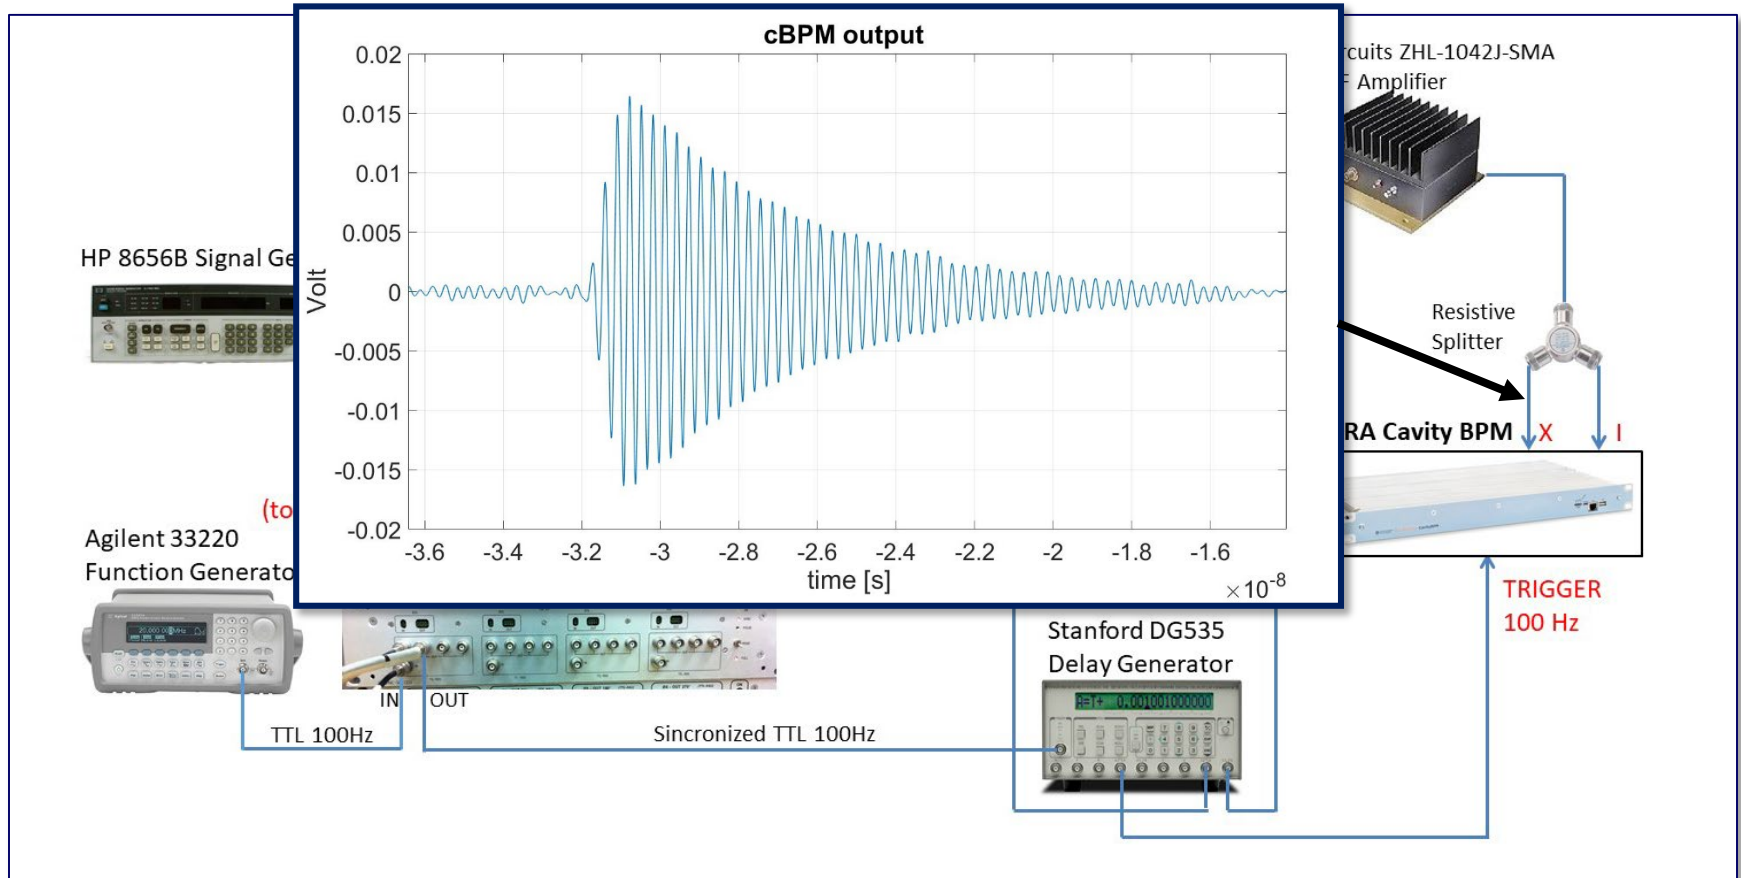 cBPM output
0.02
0.015
0.01
0.005
0
-0.005
-0.01
-0.015
-0.02
Volt
-3.6 -3.4 -3.2 -3 -2.8 -2.6 -2.4 -2.2 -2 -1.8 -1.6
time [s]
×10⁻⁸
rcuits ZHL-1042J-SMA
F Amplifier
HP 8656B Signal Ge
Resistive
Splitter
RA Cavity BPM
X
I
(to
Agilent 33220
Function Generato
TRIGGER
100 Hz
Stanford DG535
Delay Generator
A=T+ 0.001001000000
IN
OUT
TTL 100Hz
Sincronized TTL 100Hz